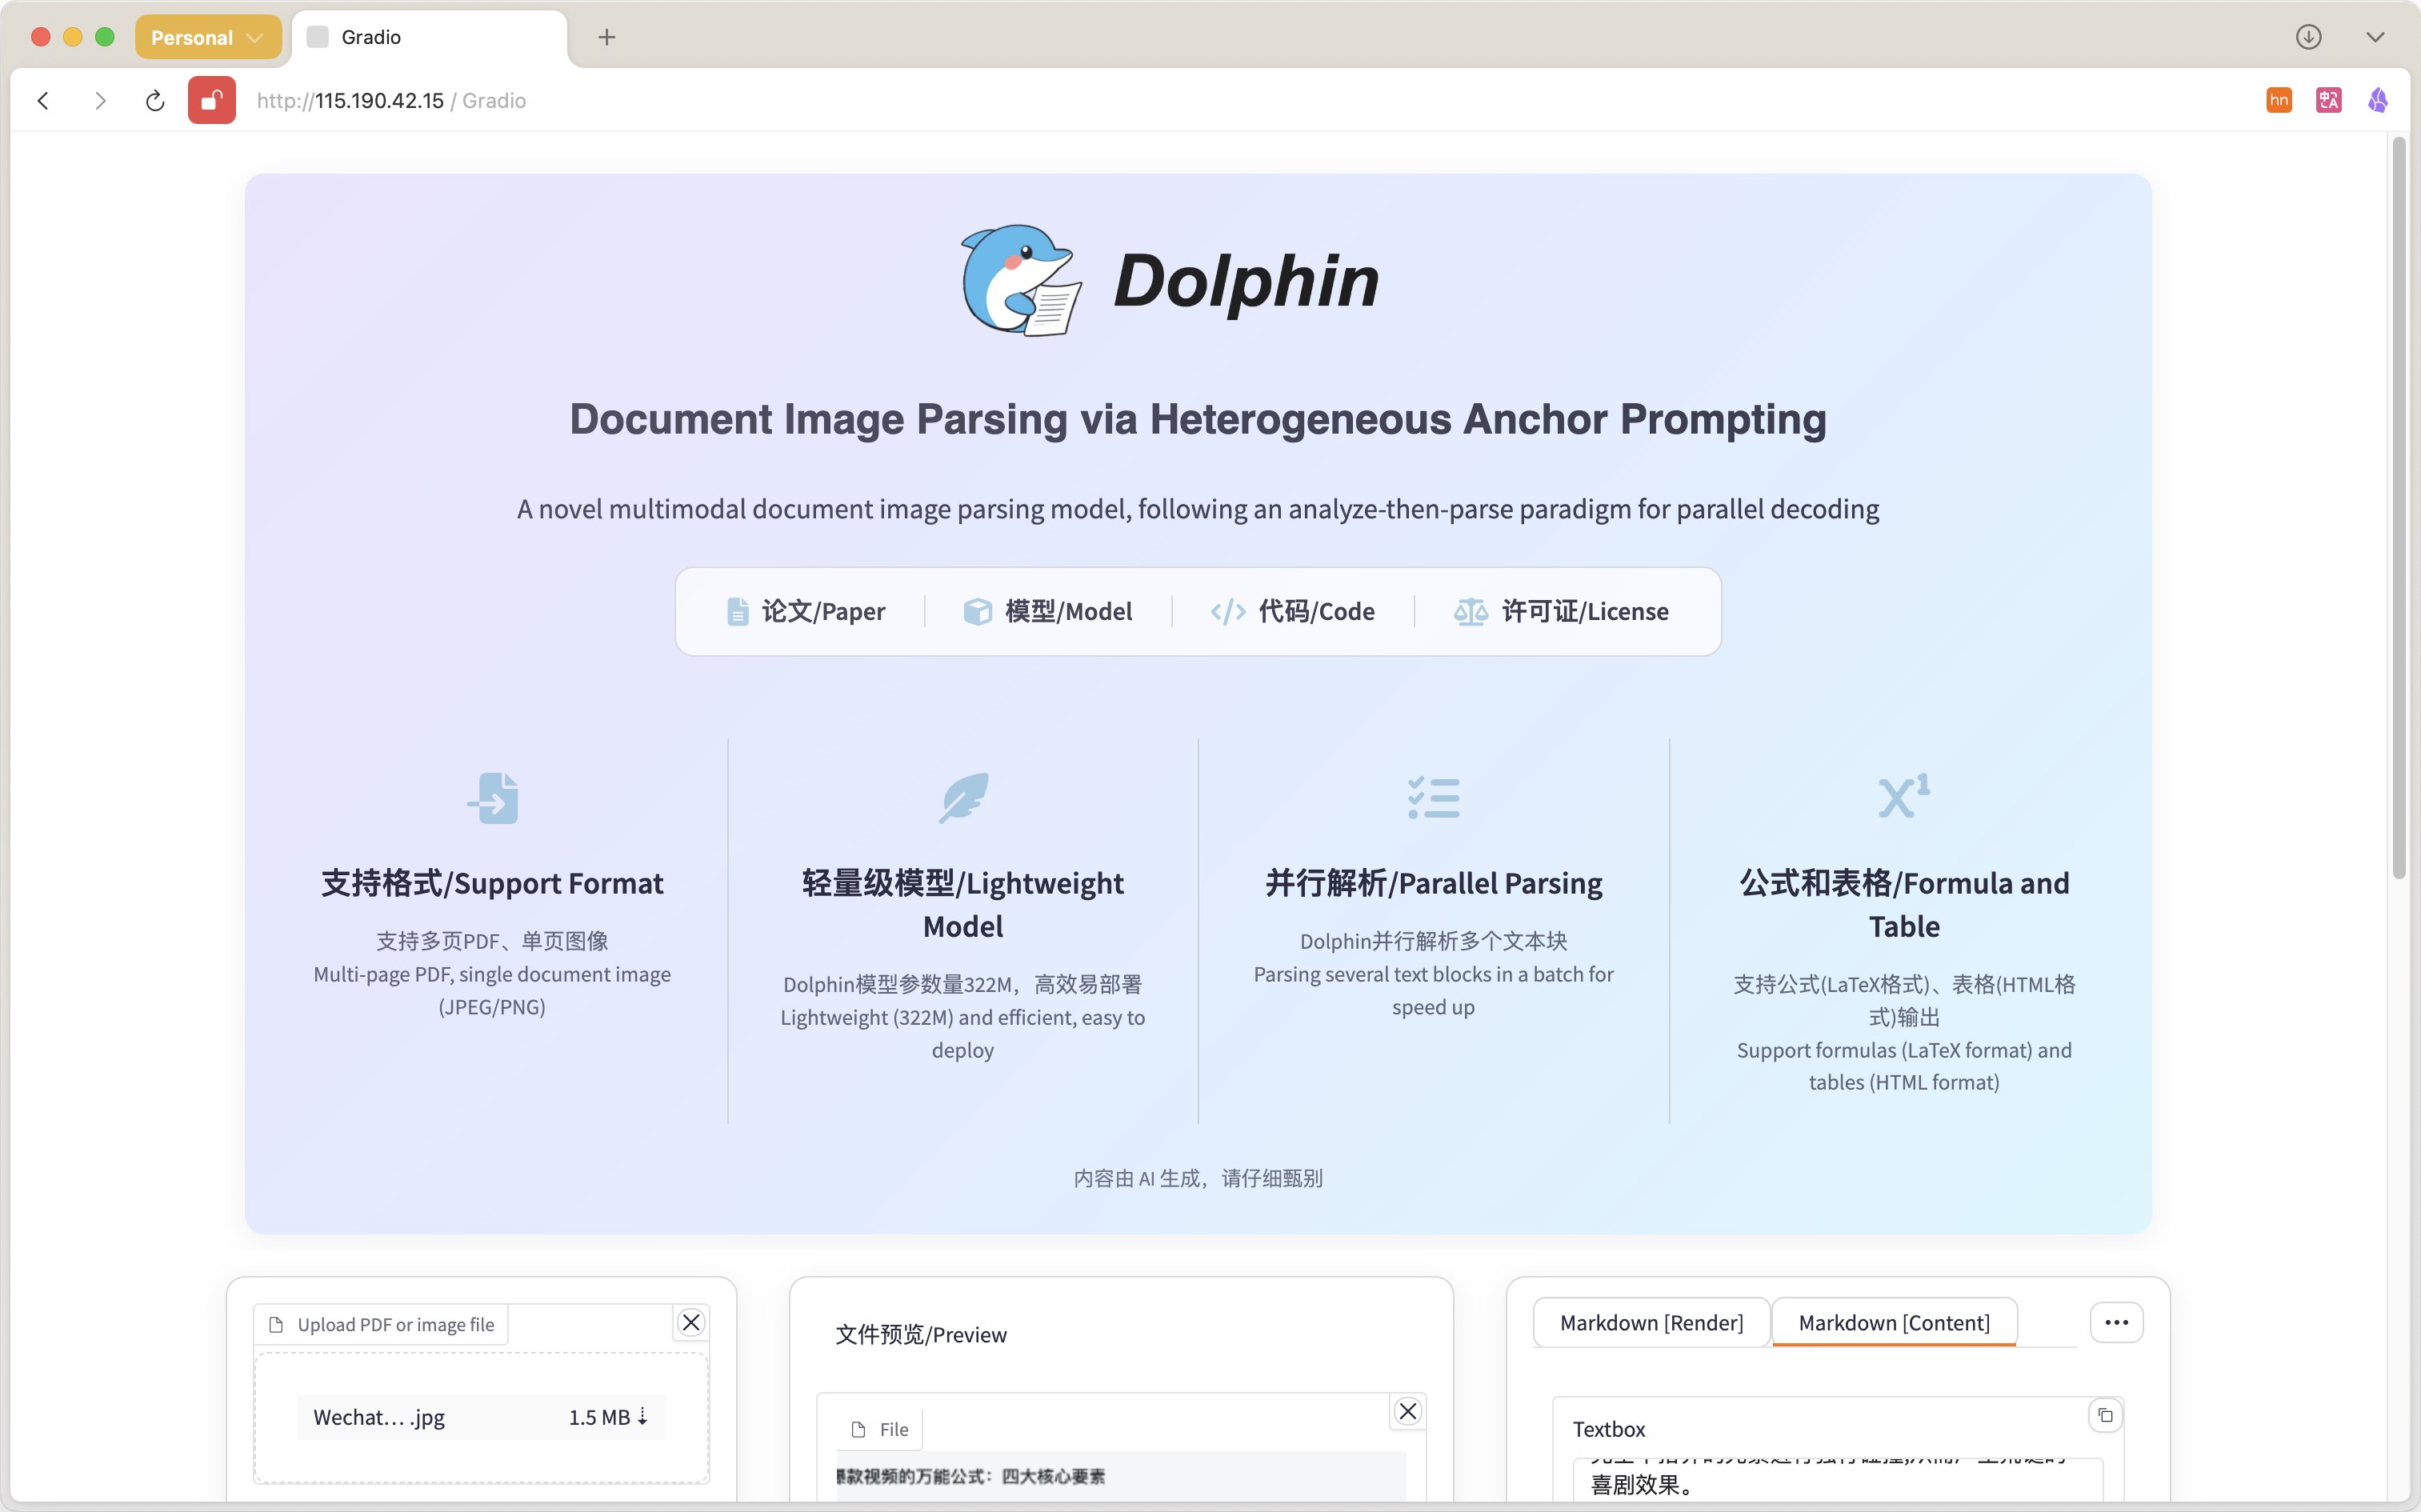 Personal
Gradio
http://115.190.42.15 / Gradio
hn
Dolphin
Document Image Parsing via Heterogeneous Anchor Prompting
A novel multimodal document image parsing model, following an analyze-then-parse paradigm for parallel decoding
论文/Paper
模型/Model
代码/Code
许可证/License
支持格式/Support Format
支持多页PDF、单页图像
Multi-page PDF, single document image
(JPEG/PNG)
轻量级模型/Lightweight
Model
Dolphin模型参数量322M，高效易部署
Lightweight (322M) and efficient, easy to
deploy
并行解析/Parallel Parsing
Dolphin并行解析多个文本块
Parsing several text blocks in a batch for
speed up
公式和表格/Formula and
Table
支持公式(LaTeX格式)、表格(HTML格
式)输出
Support formulas (LaTeX format) and
tables (HTML format)
内容由 AI 生成，请仔细甄别
Upload PDF or image file
Wechat… .jpg
1.5 MB ⇣
文件预览/Preview
File
款视频的万能公式：四大核心要素
Markdown [Render]
Markdown [Content]
Textbox
喜剧效果。